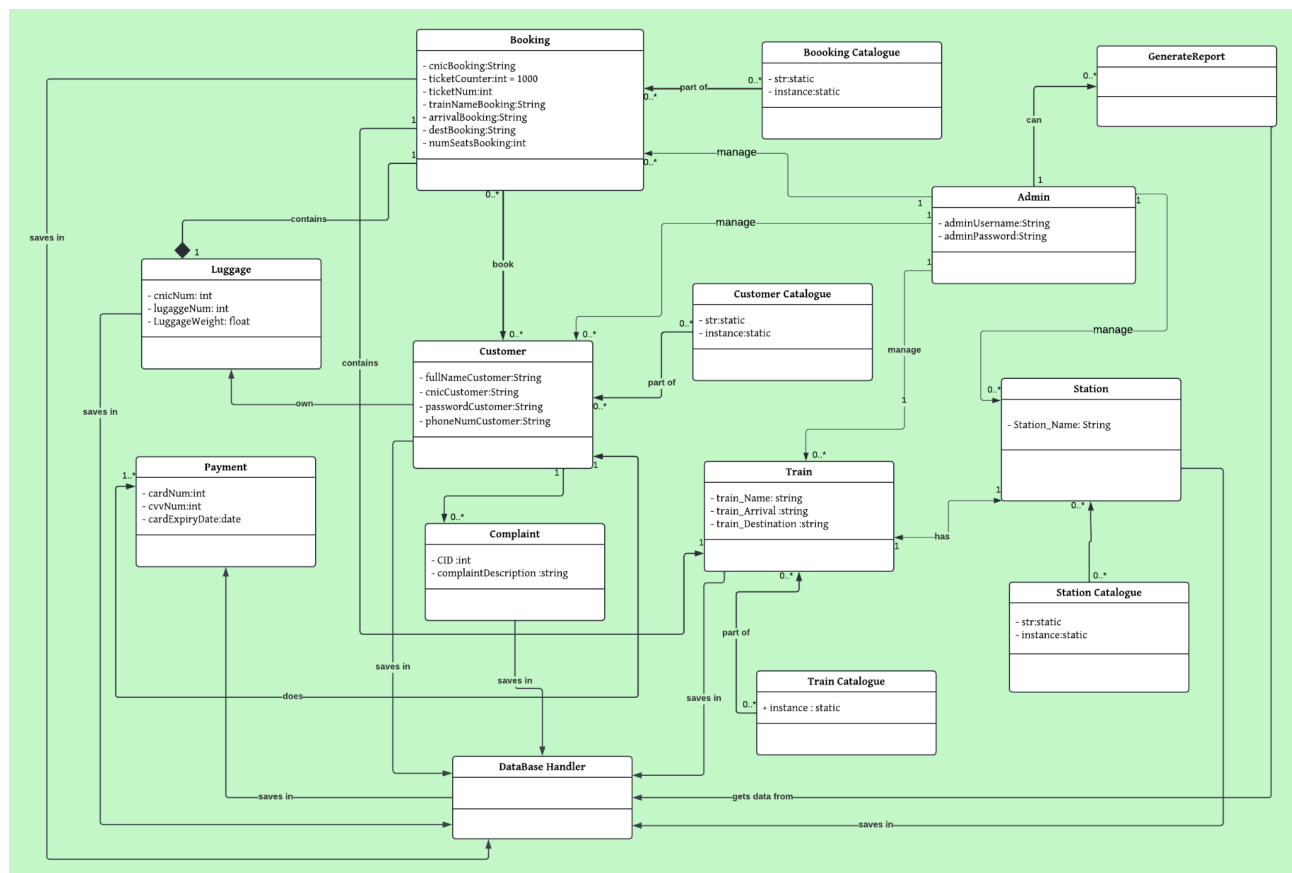 Booking
- cnicBooking:String
- ticketCounter:int = 1000
- ticketNum:int
- trainNameBooking:String
- arrivalBooking:String
- destBooking:String
- numSeatsBooking:int
1
1
0..*
0..*
0..*
Boooking Catalogue
- str:static
- instance:static
0..*
part of
GenerateReport
0..*
can
1
manage
Admin
- adminUsername:String
- adminPassword:String
1
1
1
1
manage
saves in
contains
1
Luggage
- cnicNum: int
- lugaggeNum: int
- LuggageWeight: float
book
0..*
0..*
Customer Catalogue
- str:static
- instance:static
0..*
part of
manage
1
manage
Customer
- fullNameCustomer:String
- cnicCustomer:String
- passwordCustomer:String
- phoneNumCustomer:String
0..*
1
1
contains
own
saves in
Station
- Station_Name: String
0..*
1
0..*
Payment
- cardNum:int
- cvvNum:int
- cardExpiryDate:date
1..*
0..*
Train
- train_Name: string
- train_Arrival :string
- train_Destination :string
1
1
0..*
has
0..*
Complaint
- CID :int
- complaintDescription :string
0..*
Station Catalogue
- str:static
- instance:static
part of
saves in
saves in
does
saves in
Train Catalogue
+ instance : static
0..*
DataBase Handler
saves in
gets data from
saves in